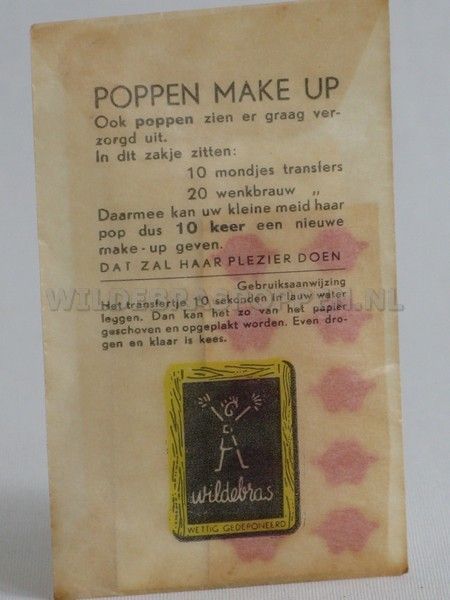 POPPEN MAKE UP
Ook poppen zien er graag ver-
zorgd uit.
In dit zakje zitten:
10 mondjes transfers
20 wenkbrauw „
Daarmee kan uw kleine meid haar
pop dus 10 keer een nieuwe
make-up geven.
DAT ZAL HAAR PLEZIER DOEN
Gebruiksaanwijzing
Het transfertje 10 seconden in lauw water
leggen. Dan kan het zo van het papier
geschoven en opgeplakt worden. Even dro-
gen en klaar is kees.
wildebras
WETTIG GEDEPONEERD